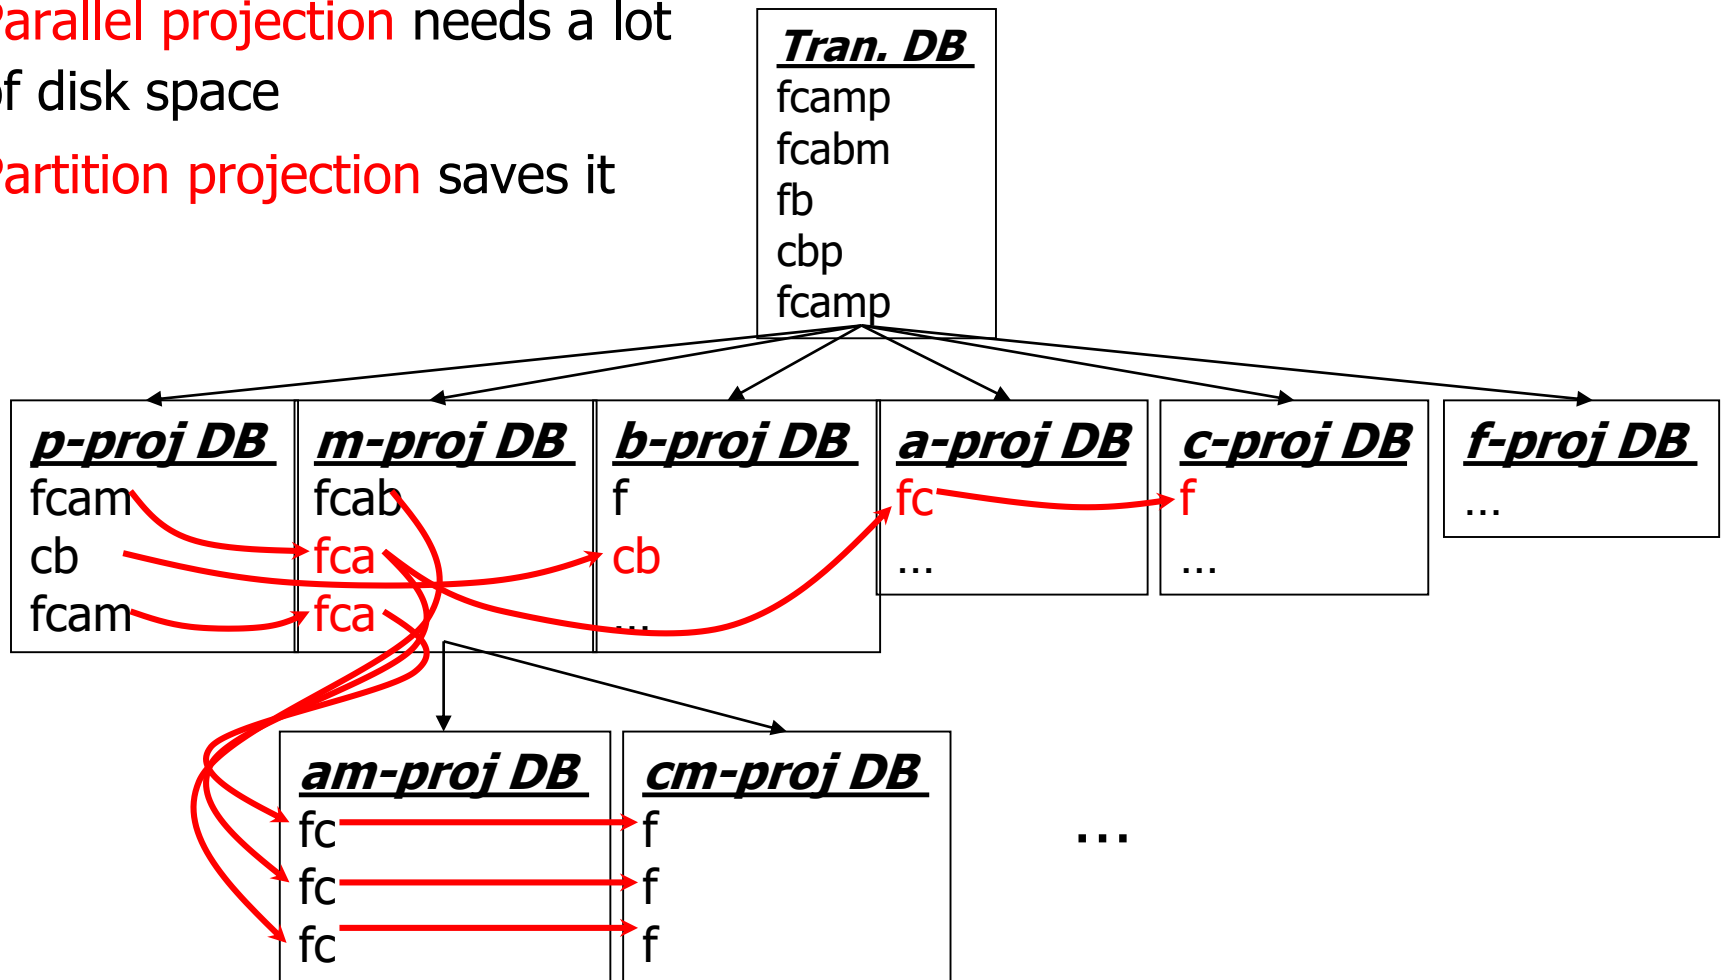 arallel projection needs a lot
of disk space
artition projection saves it
Tran. DB
fcamp
fcabm
fb
cbp
fcamp
p-proj DB
fcam
cb
fcam
m-proj DB
fcab
fca
fca
b-proj DB
f
cb
...
a-proj DB
fc
...
c-proj DB
f
...
f-proj DB
...
am-proj DB
fc
fc
fc
cm-proj DB
f
f
f
...